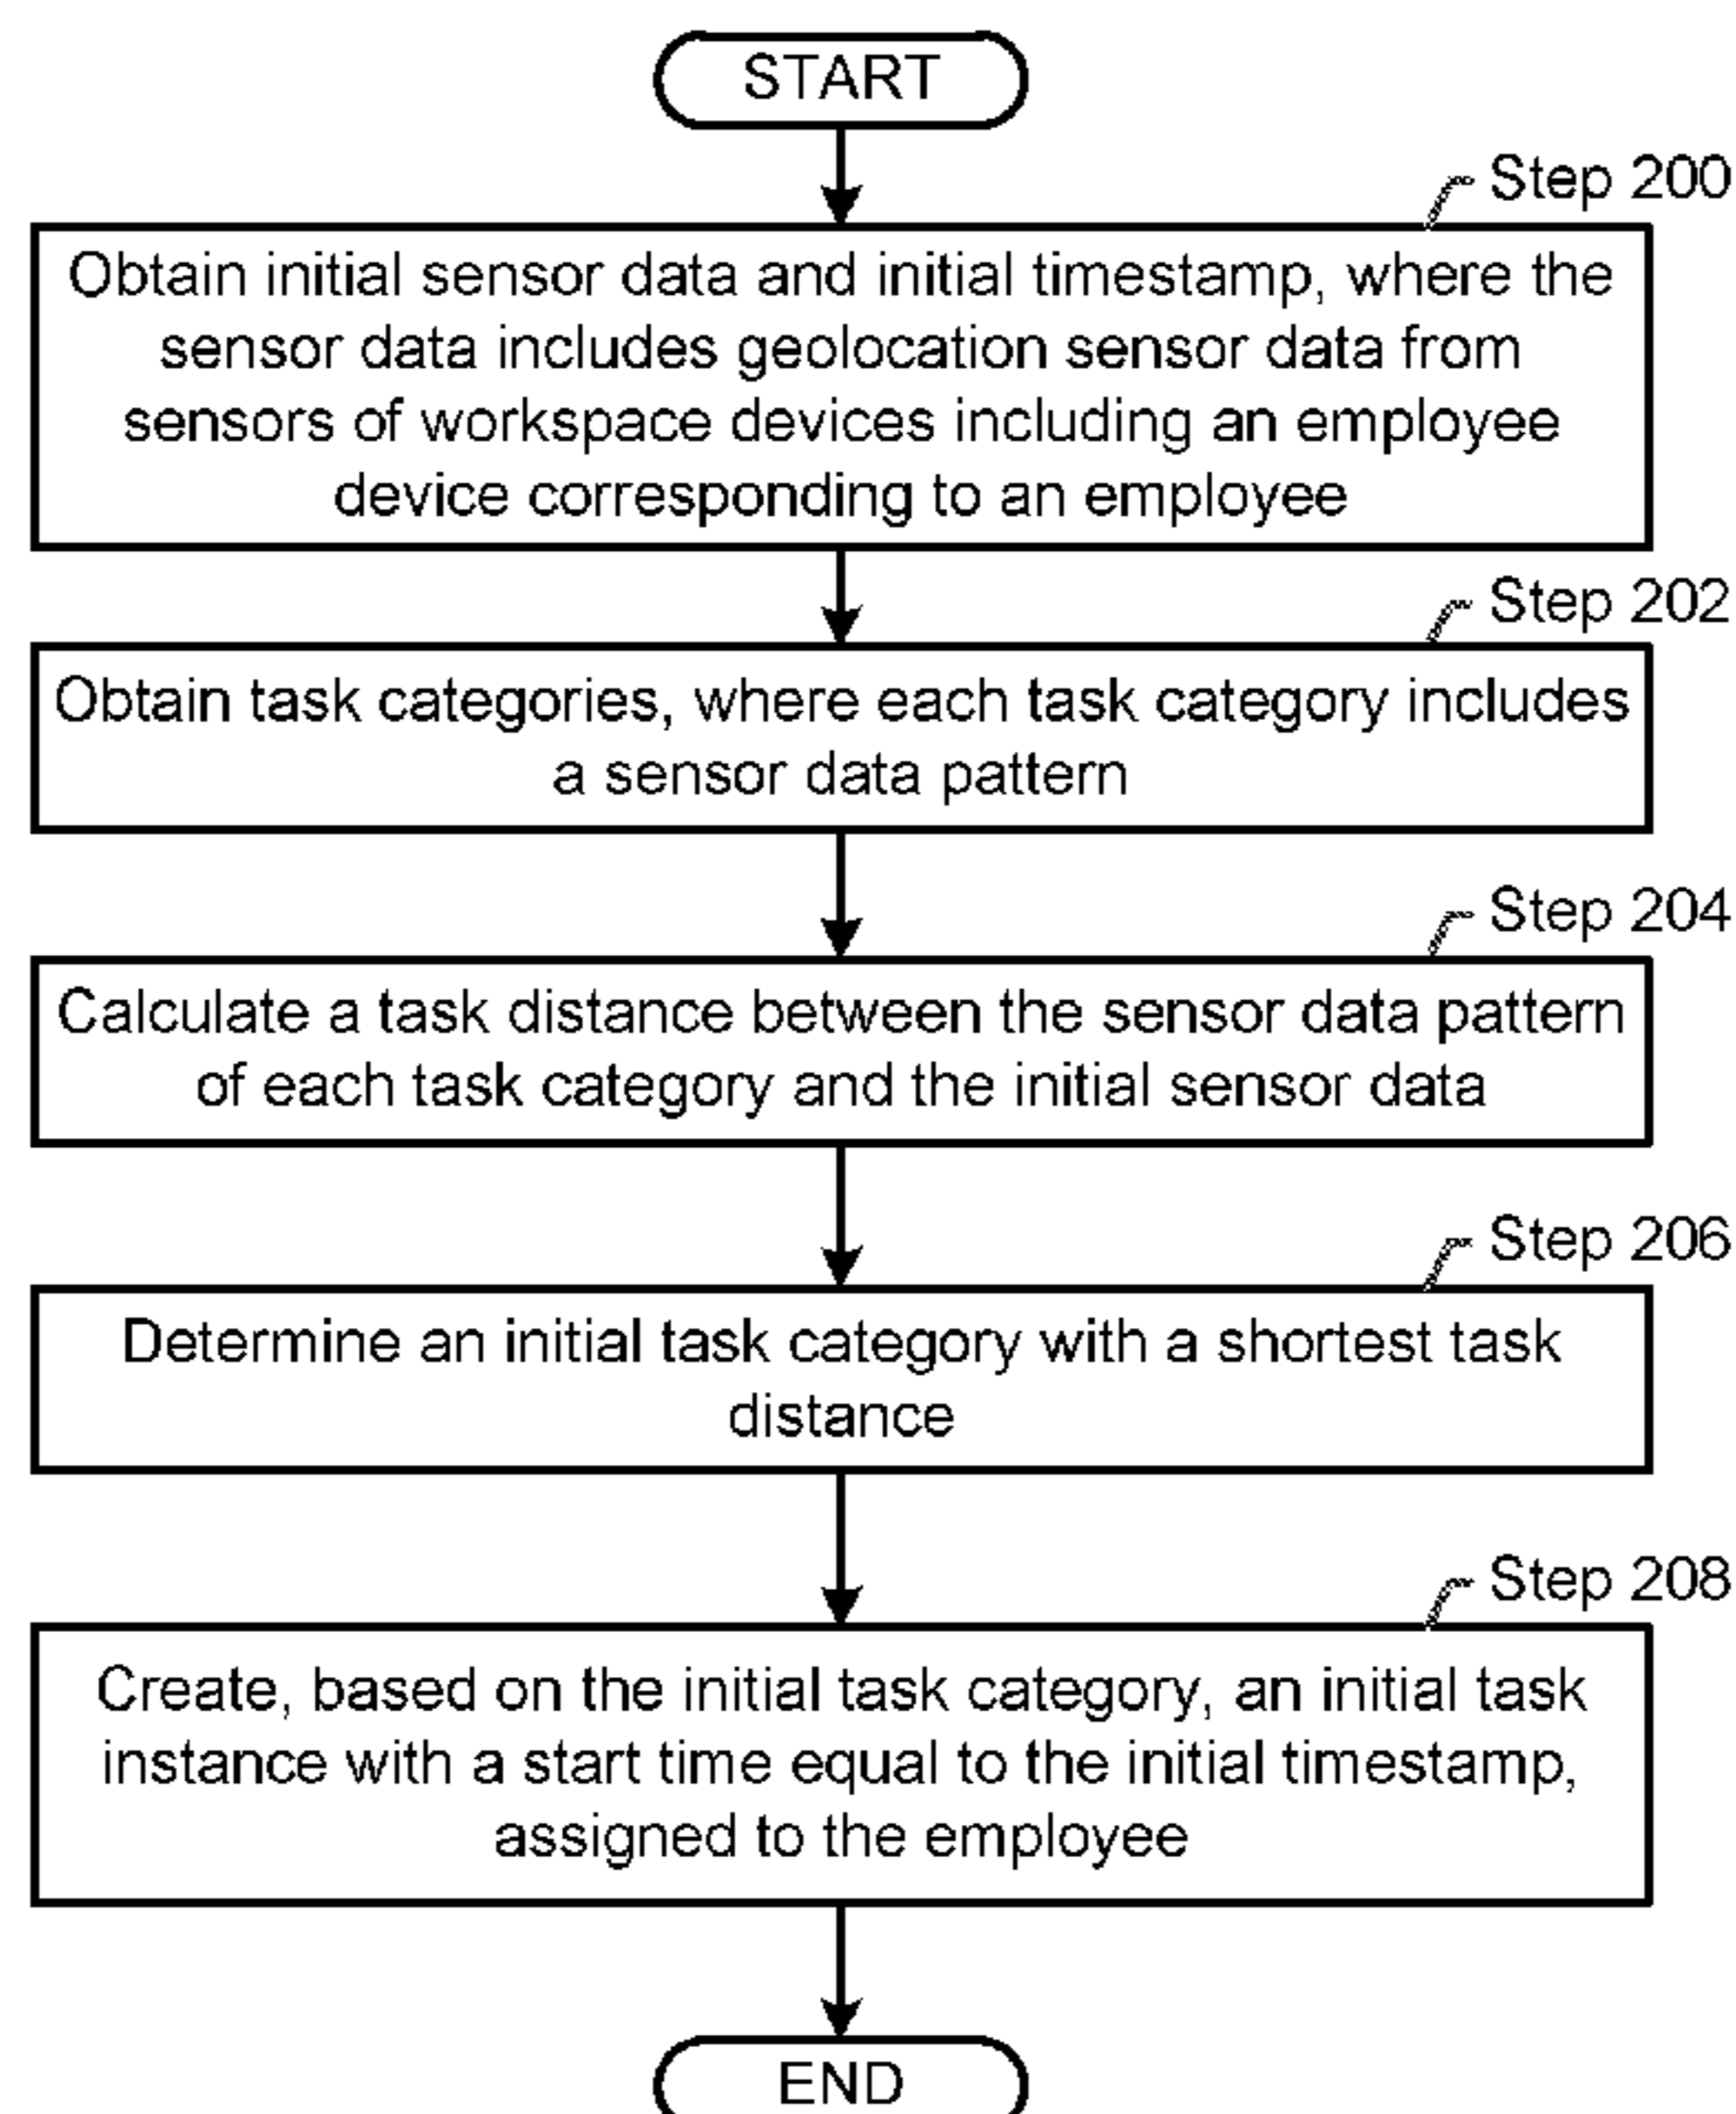 START
Step 200
Obtain initial sensor data and initial timestamp, where the
sensor data includes geolocation sensor data from
sensors of workspace devices including an employee
device corresponding to an employee
Step 202
Obtain task categories, where each task category includes
a sensor data pattern
Step 204
Calculate a task distance between the sensor data pattern
of each task category and the initial sensor data
Step 206
Determine an initial task category with a shortest task
distance
Step 208
Create, based on the initial task category, an initial task
instance with a start time equal to the initial timestamp,
assigned to the employee
END